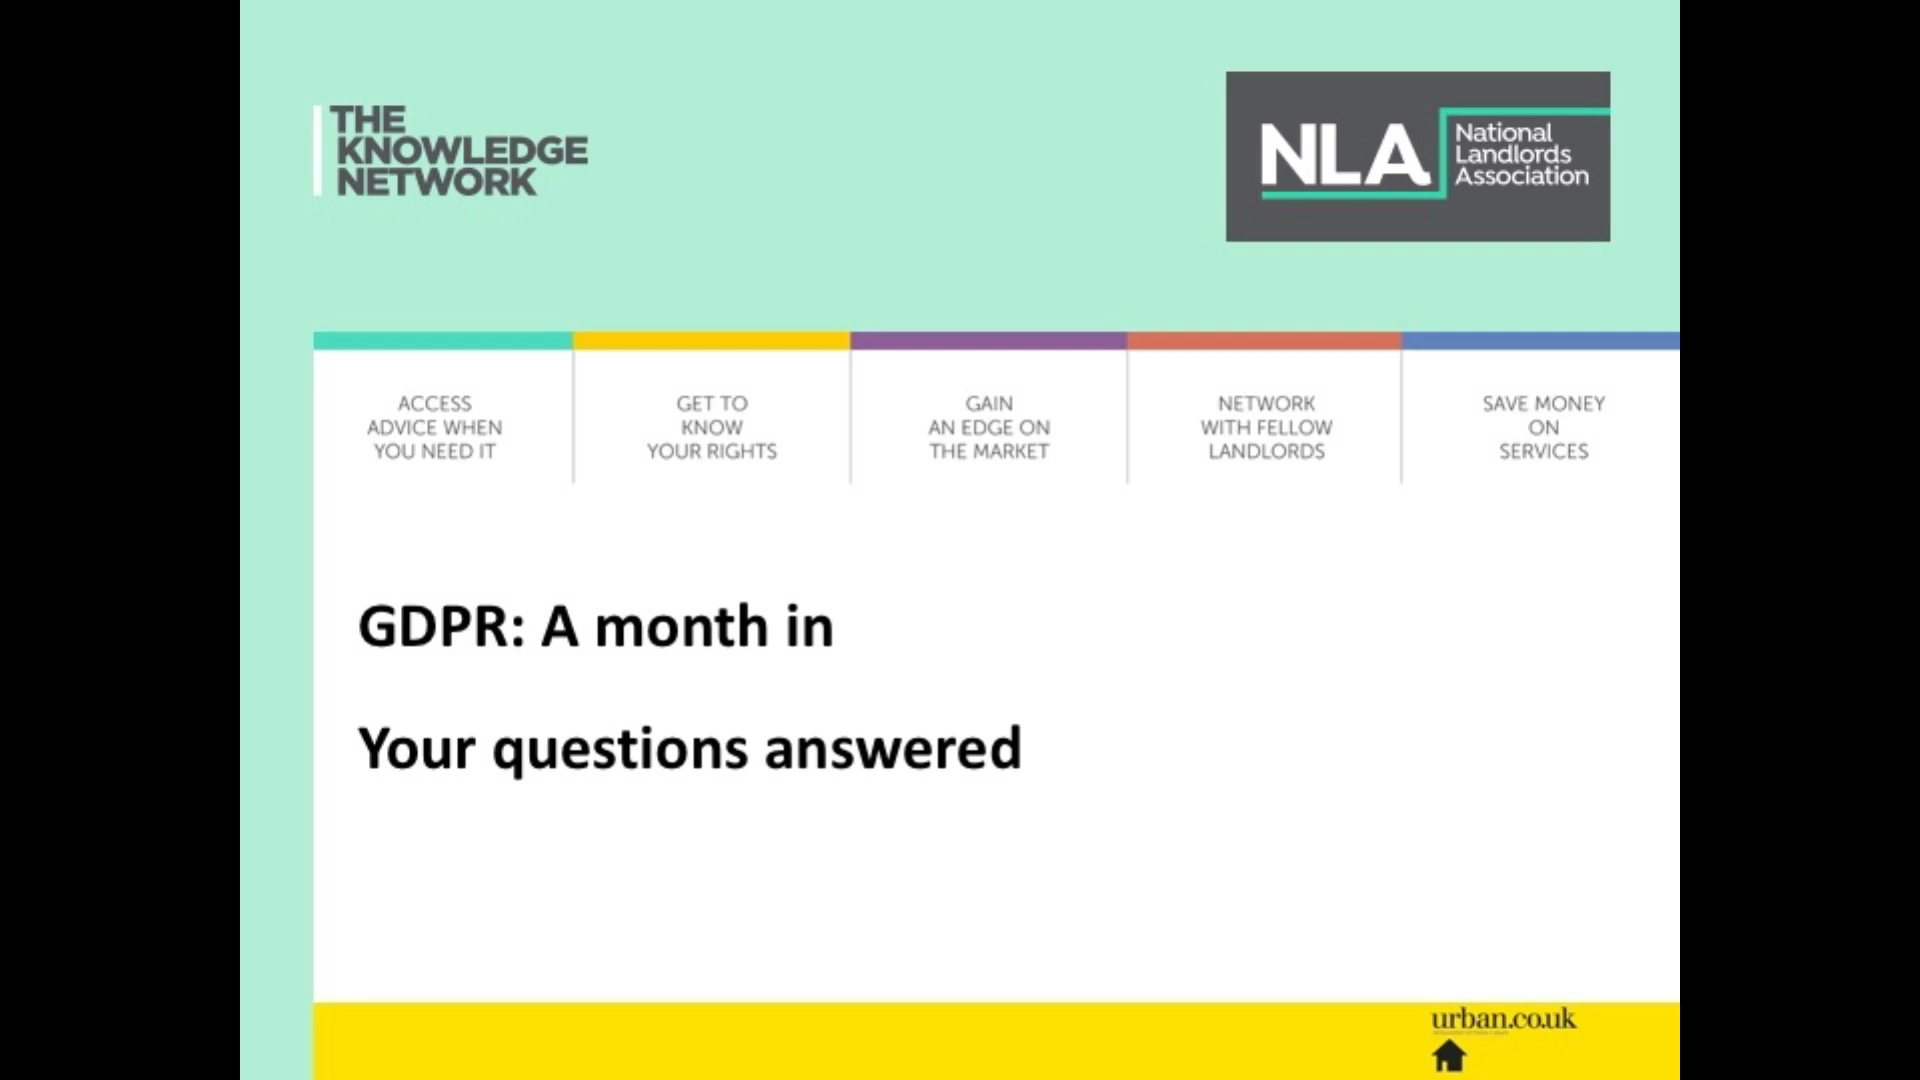 THE
KNOWLEDGE
NETWORK
NLA
National
Landlords
Association
ACCESS
ADVICE WHEN
YOU NEED IT
GET TO
KNOW
YOUR RIGHTS
GAIN
AN EDGE ON
THE MARKET
NETWORK
WITH FELLOW
LANDLORDS
SAVE MONEY
ON
SERVICES
GDPR: A month in
Your questions answered
urban.co.uk